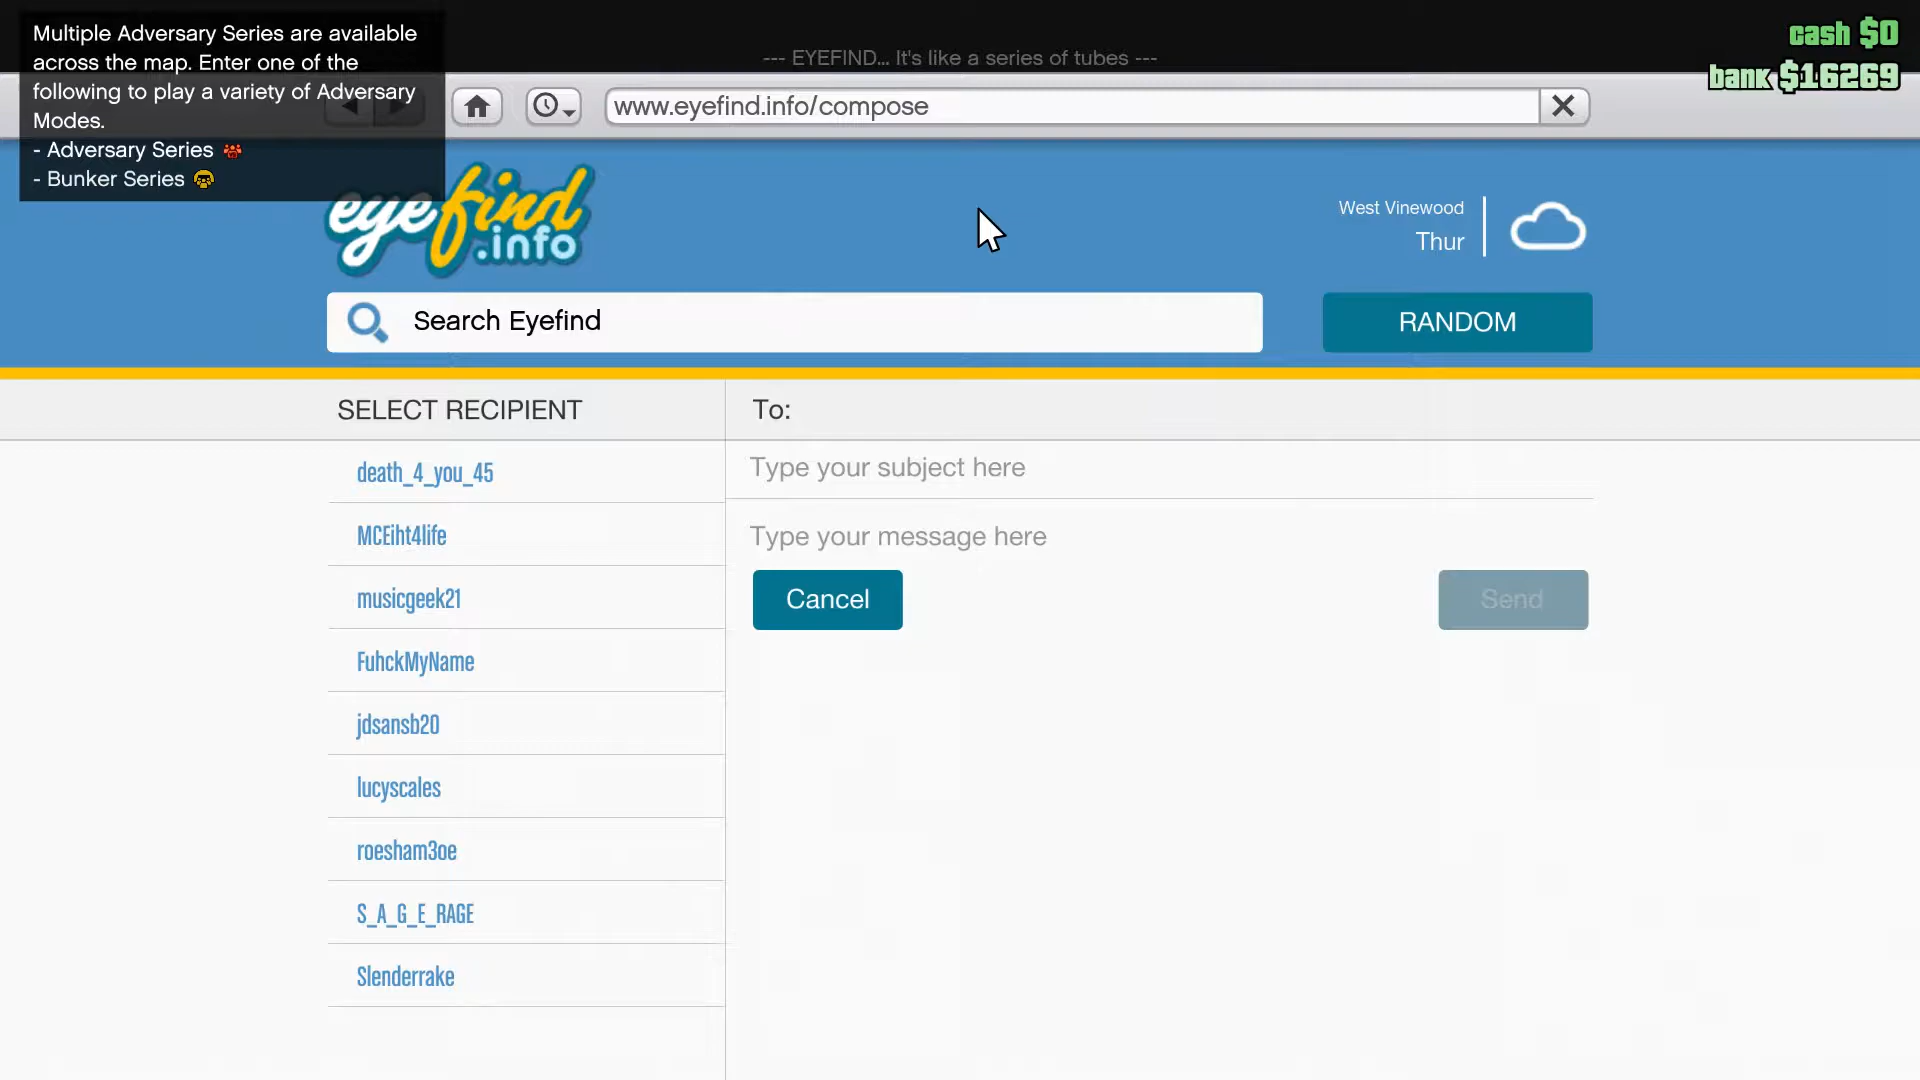 Multiple Adversary Series are available
across the map. Enter one of the
following to play a variety of Adversary
Modes.
- Adversary Series
- Bunker Series
--- EYEFIND... It's like a series of tubes ---
cash $0
bank $16269
www.eyefind.info/compose
eyefind
.info
West Vinewood
Thur
Search Eyefind
RANDOM
SELECT RECIPIENT
To:
death_4_you_45
MCEiht4life
musicgeek21
FuhckMyName
jdsansb20
lucyscales
roesham3oe
S_A_G_E_RAGE
Slenderrake
Type your subject here
Type your message here
Cancel
Send